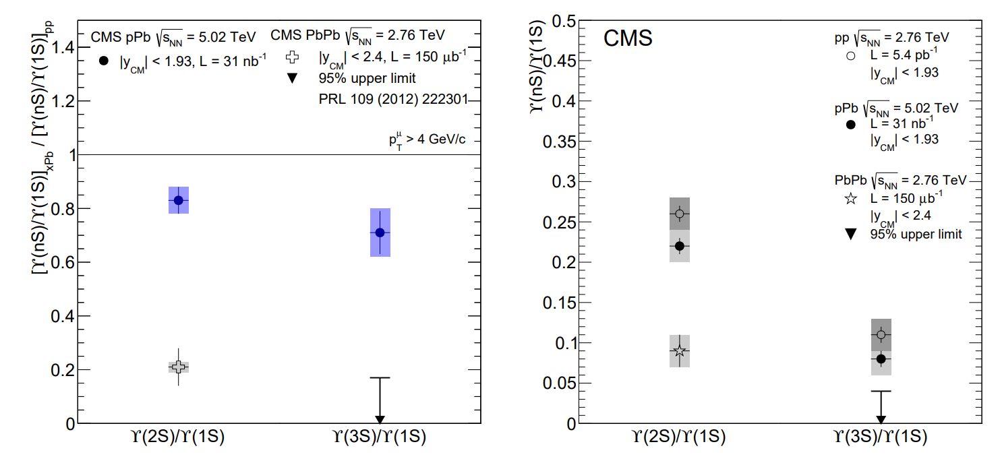 [ϒ(nS)/ϒ(1S)]xPb / [ϒ(nS)/ϒ(1S)]pp
CMS pPb √sNN = 5.02 TeV
|yCM| < 1.93, L = 31 nb-1
CMS PbPb √sNN = 2.76 TeV
|yCM| < 2.4, L = 150 μb-1
95% upper limit
PRL 109 (2012) 222301
pTμ > 4 GeV/c
1.4
1.2
1
0.8
0.6
0.4
0.2
0
ϒ(2S)/ϒ(1S)
ϒ(3S)/ϒ(1S)
ϒ(nS)/ϒ(1S)
CMS
pp √sNN = 2.76 TeV
L = 5.4 pb-1
|yCM| < 1.93
pPb √sNN = 5.02 TeV
L = 31 nb-1
|yCM| < 1.93
PbPb √sNN = 2.76 TeV
L = 150 μb-1
|yCM| < 2.4
95% upper limit
0.5
0.45
0.4
0.35
0.3
0.25
0.2
0.15
0.1
0.05
0
ϒ(2S)/ϒ(1S)
ϒ(3S)/ϒ(1S)